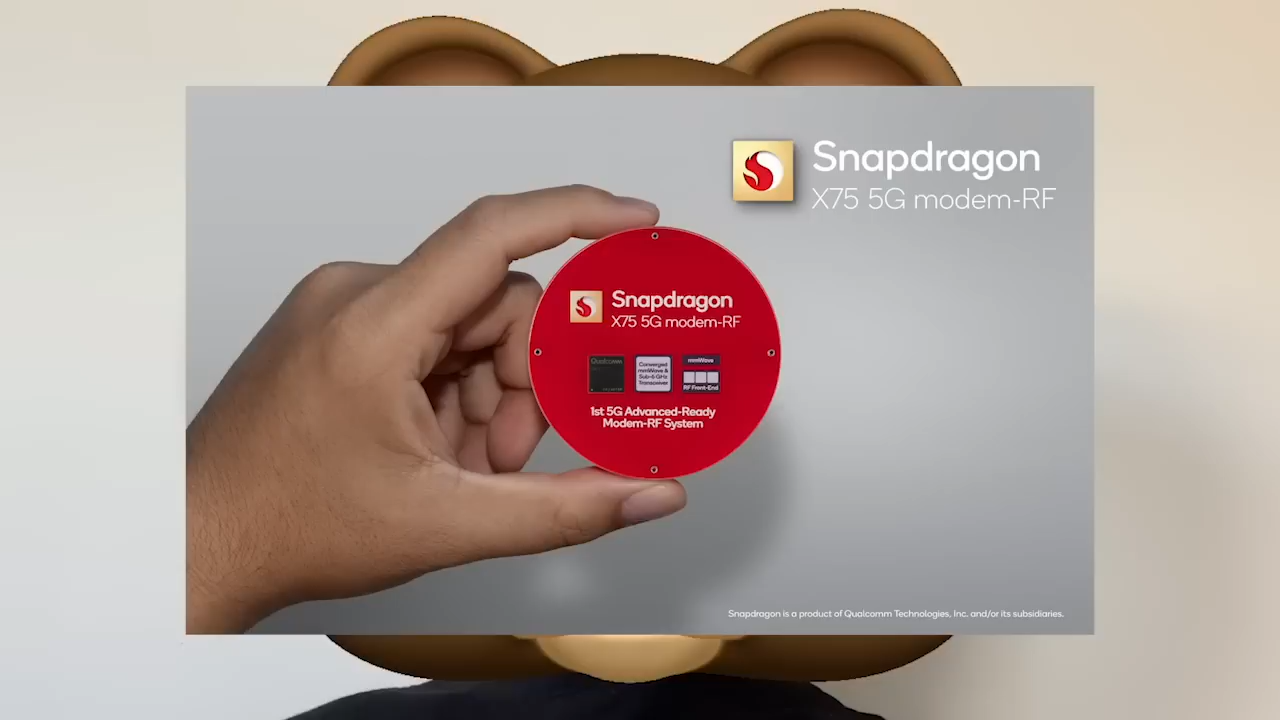 Snapdragon
X75 5G modem-RF
Snapdragon
X75 5G modem-RF
Qualcomm
Converged
mmWave &
Sub-6 GHz
Transceiver
mmWave
RF Front-End
1st 5G Advanced-Ready
Modem-RF System
Snapdragon is a product of Qualcomm Technologies, Inc. and/or its subsidiaries.